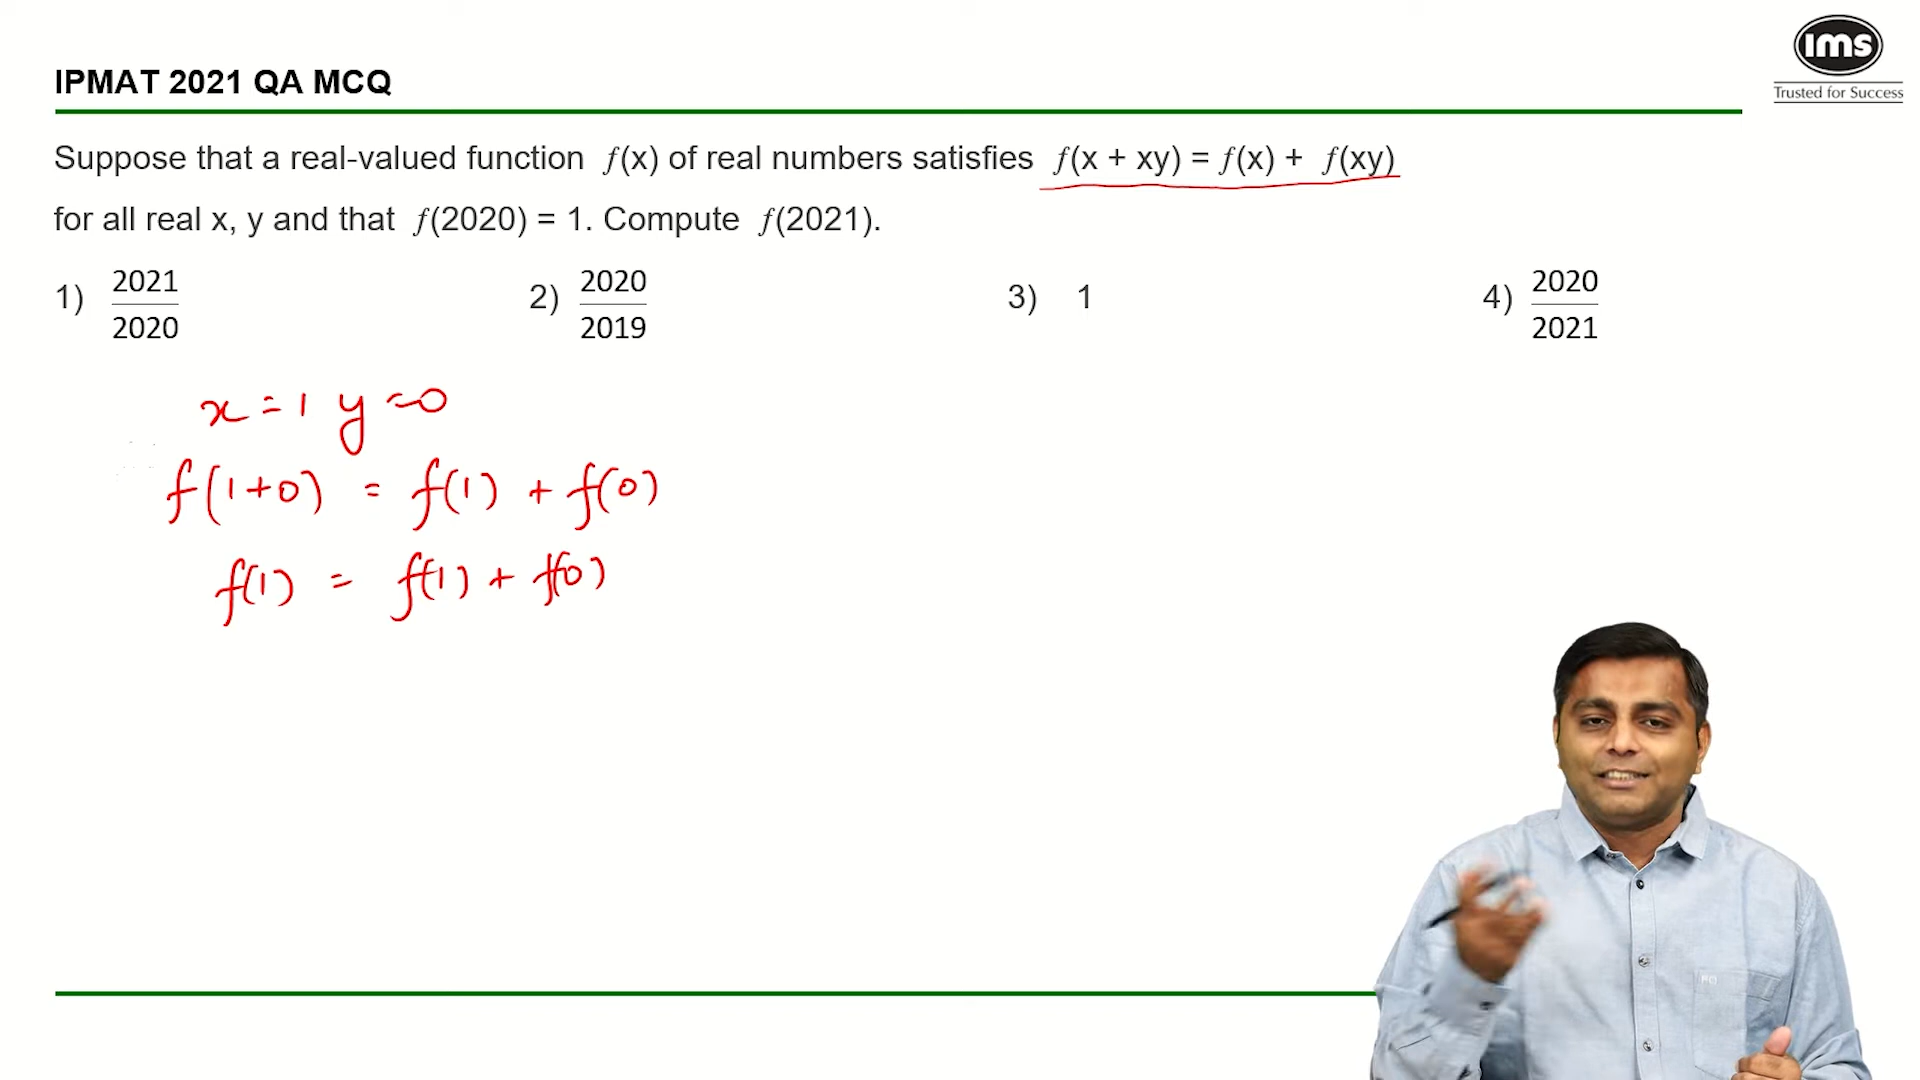 ims
Trusted for Success
IPMAT 2021 QA MCQ
Suppose that a real-valued function f(x) of real numbers satisfies f(x + xy) = f(x) + f(xy)
for all real x, y and that f(2020) = 1. Compute f(2021).
1) 2021/2020 2) 2020/2019 3) 1 4) 2020/2021
x = 1 y = 0
f(1+0) = f(1) + f(0)
f(1) = f(1) + f(0)